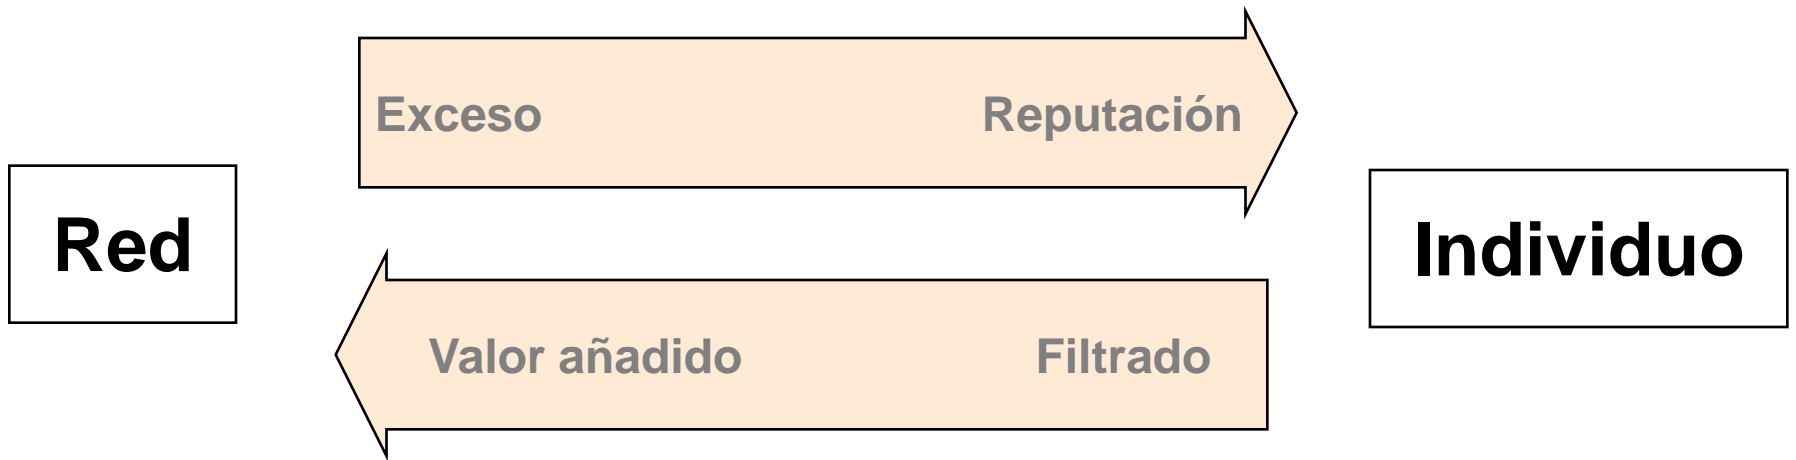 Exceso Reputación
Red
Individuo
Valor añadido Filtrado